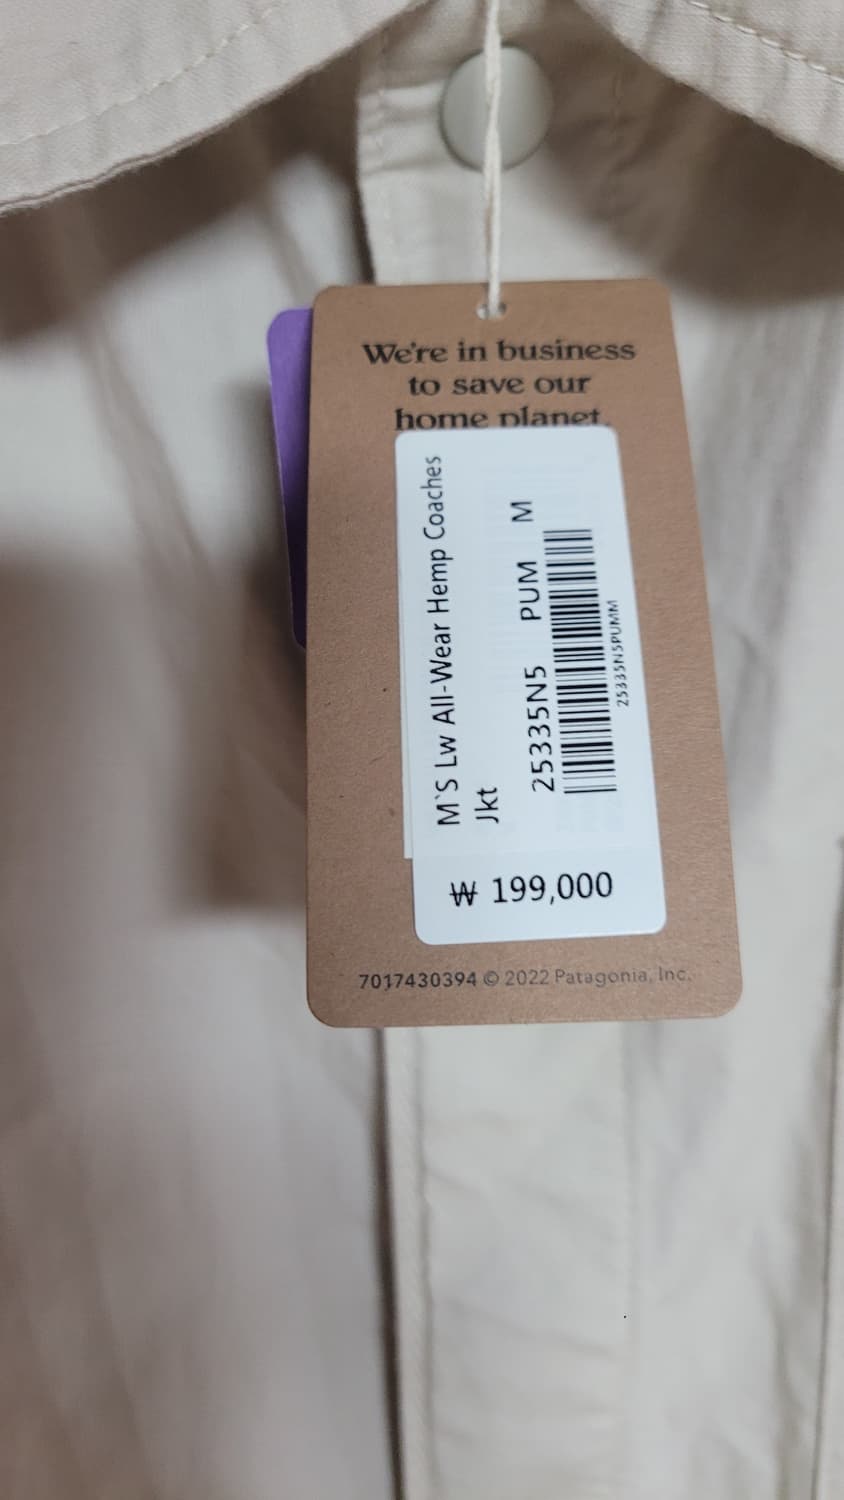 We're in business
to save our
home planet.
M`S Lw All-Wear Hemp Coaches
Jkt
25335N5 PUM M
25335N5PUMM
₩ 199,000
7017430394 © 2022 Patagonia, Inc.